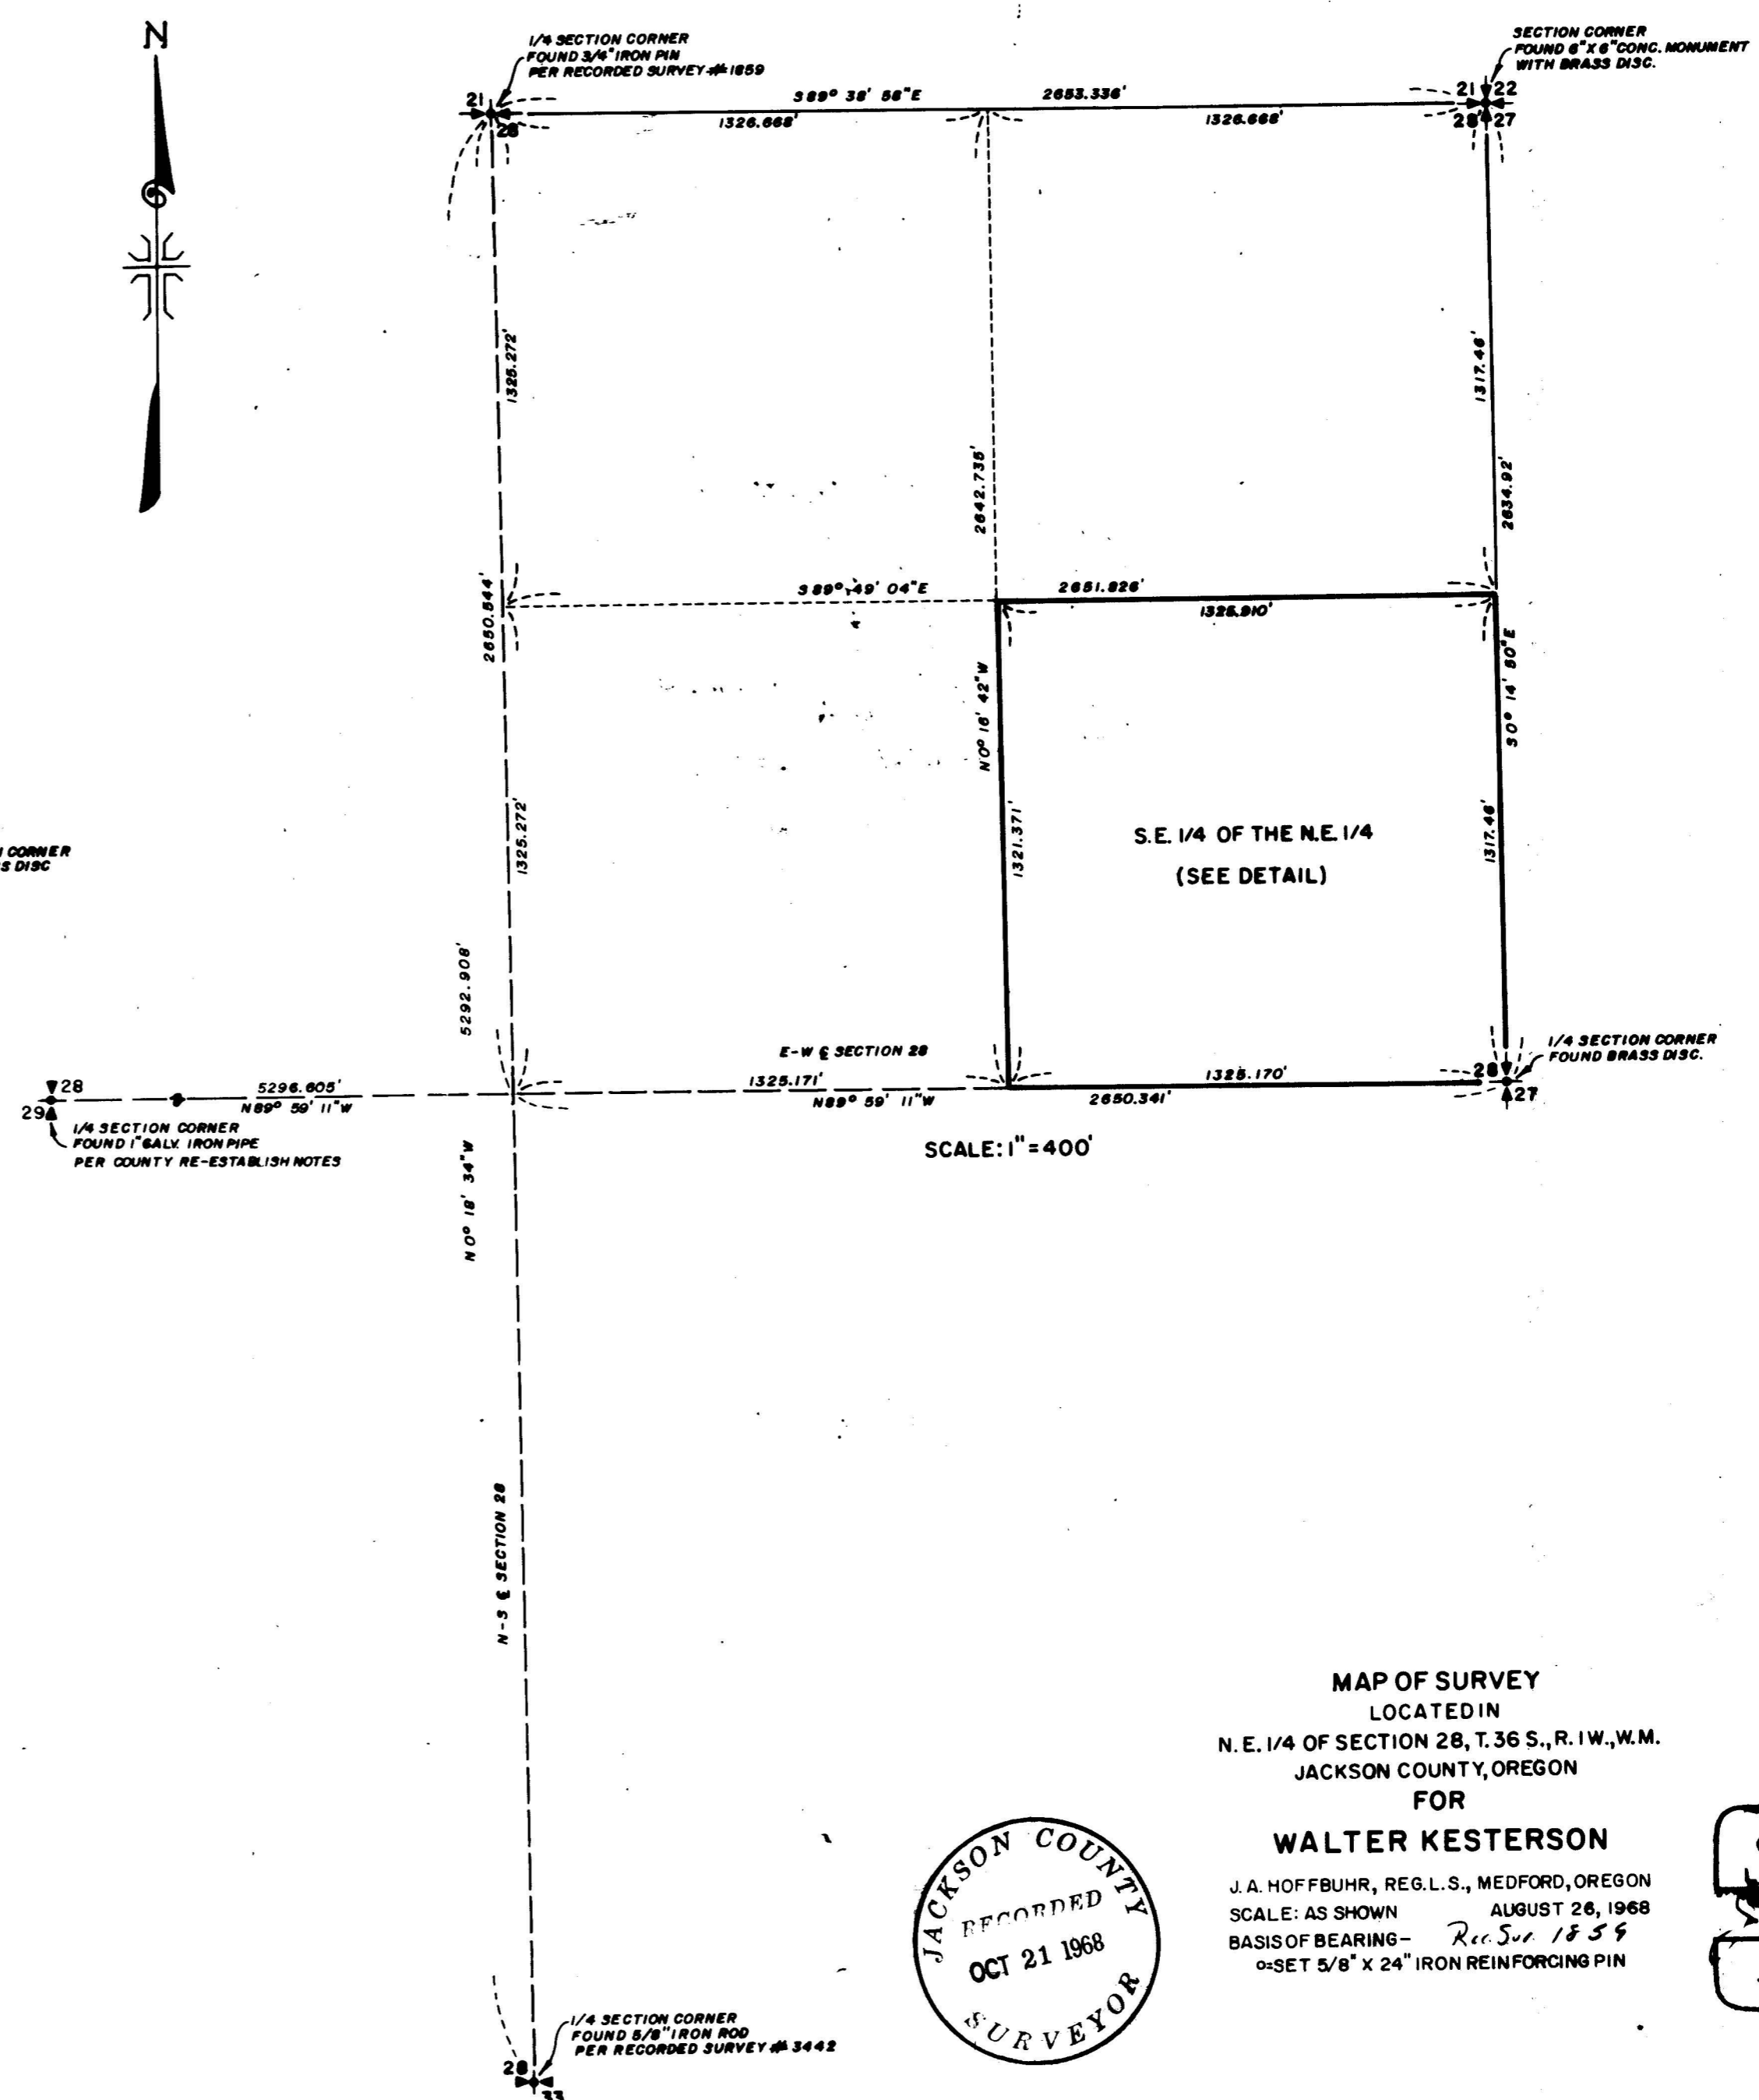 N
1/4 SECTION CORNER
FOUND 3/4" IRON PIN
PER RECORDED SURVEY # 1859
SECTION CORNER
FOUND 6" X 6" CONC. MONUMENT
WITH BRASS DISC.
21
28
S 89° 38' 56" E
2653.336'
1326.668'
1326.668'
21 22
28 27
1325.272'
1317.46'
2642.735'
2634.92'
2650.544'
S 89° 49' 04" E
2651.826'
1325.910'
N 0° 16' 42" W
S 0° 14' 50" E
1325.272'
1321.371'
1317.46'
S.E. 1/4 OF THE N.E. 1/4
(SEE DETAIL)
CORNER
S DISC
5292.908'
E-W ℄ SECTION 28
1325.171'
N 89° 59' 11" W
1325.170'
2650.341'
1/4 SECTION CORNER
FOUND BRASS DISC.
28
27
28
29
5296.605'
N 89° 59' 11" W
1/4 SECTION CORNER
FOUND 1" GALV. IRON PIPE
PER COUNTY RE-ESTABLISH NOTES
SCALE: 1" = 400'
N 0° 18' 34" W
N-S ℄ SECTION 28
MAP OF SURVEY
LOCATED IN
N.E. 1/4 OF SECTION 28, T. 36 S., R. 1 W., W.M.
JACKSON COUNTY, OREGON
FOR
WALTER KESTERSON
J. A. HOFFBUHR, REG. L.S., MEDFORD, OREGON
SCALE: AS SHOWN AUGUST 26, 1968
BASIS OF BEARING- Rec. Sur. 1859
o=SET 5/8" X 24" IRON REINFORCING PIN
JACKSON COUNTY
RECORDED
OCT 21 1968
SURVEYOR
1/4 SECTION CORNER
FOUND 5/8" IRON ROD
PER RECORDED SURVEY # 3442
28
33